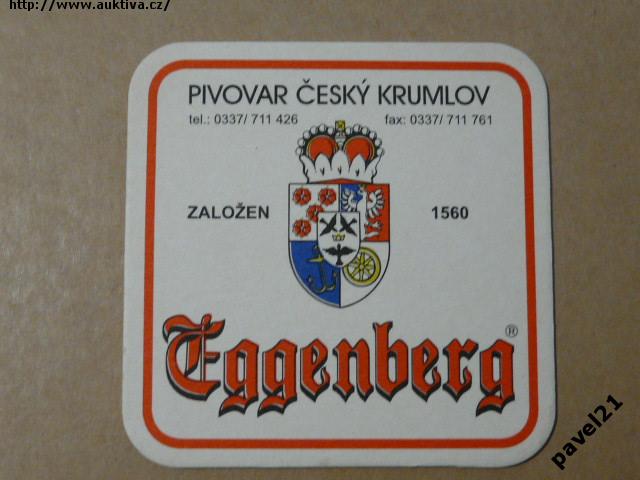 http://www.auktiva.cz/
PIVOVAR ČESKÝ KRUMLOV
tel.: 0337/ 711 426 fax: 0337/ 711 761
ZALOŽEN 1560
Eggenberg ®
pavel21